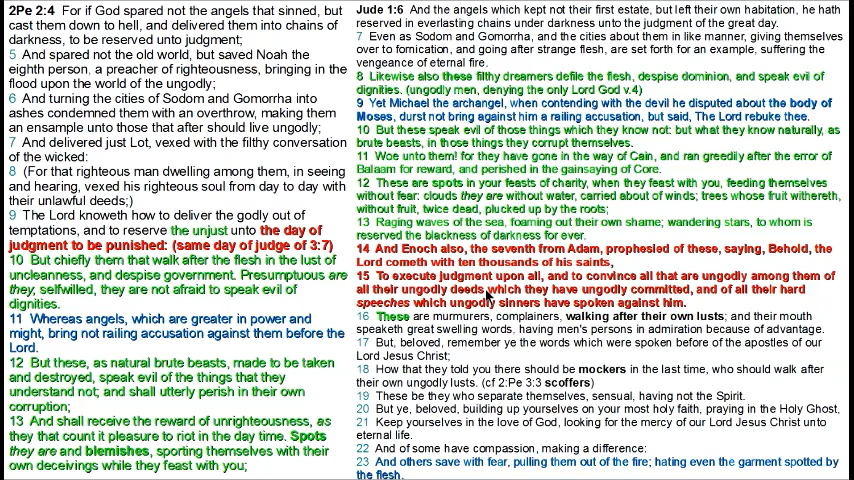 2Pe 2:4 For if God spared not the angels that sinned, but
cast them down to hell, and delivered them into chains of
darkness, to be reserved unto judgment;
5 And spared not the old world, but saved Noah the
eighth person, a preacher of righteousness, bringing in the
flood upon the world of the ungodly;
6 And turning the cities of Sodom and Gomorrha into
ashes condemned them with an overthrow, making them
an ensample unto those that after should live ungodly;
7 And delivered just Lot, vexed with the filthy conversation
of the wicked:
8 (For that righteous man dwelling among them, in seeing
and hearing, vexed his righteous soul from day to day with
their unlawful deeds;)
9 The Lord knoweth how to deliver the godly out of
temptations, and to reserve the unjust unto the day of
judgment to be punished: (same day of judge of 3:7)
10 But chiefly them that walk after the flesh in the lust of
uncleanness, and despise government. Presumptuous are
they, selfwilled, they are not afraid to speak evil of
dignities.
11 Whereas angels, which are greater in power and
might, bring not railing accusation against them before the
Lord.
12 But these, as natural brute beasts, made to be taken
and destroyed, speak evil of the things that they
understand not; and shall utterly perish in their own
corruption;
13 And shall receive the reward of unrighteousness, as
they that count it pleasure to riot in the day time. Spots
they are and blemishes, sporting themselves with their
own deceivings while they feast with you;
Jude 1:6 And the angels which kept not their first estate, but left their own habitation, he hath
reserved in everlasting chains under darkness unto the judgment of the great day.
7 Even as Sodom and Gomorrha, and the cities about them in like manner, giving themselves
over to fornication, and going after strange flesh, are set forth for an example, suffering the
vengeance of eternal fire.
8 Likewise also these filthy dreamers defile the flesh, despise dominion, and speak evil of
dignities. (ungodly men, denying the only Lord God v.4)
9 Yet Michael the archangel, when contending with the devil he disputed about the body of
Moses, durst not bring against him a railing accusation, but said, The Lord rebuke thee.
10 But these speak evil of those things which they know not: but what they know naturally, as
brute beasts, in those things they corrupt themselves.
11 Woe unto them! for they have gone in the way of Cain, and ran greedily after the error of
Balaam for reward, and perished in the gainsaying of Core.
12 These are spots in your feasts of charity, when they feast with you, feeding themselves
without fear: clouds they are without water, carried about of winds; trees whose fruit withereth,
without fruit, twice dead, plucked up by the roots;
13 Raging waves of the sea, foaming out their own shame; wandering stars, to whom is
reserved the blackness of darkness for ever.
14 And Enoch also, the seventh from Adam, prophesied of these, saying, Behold, the
Lord cometh with ten thousands of his saints,
15 To execute judgment upon all, and to convince all that are ungodly among them of
all their ungodly deeds which they have ungodly committed, and of all their hard
speeches which ungodly sinners have spoken against him.
16 These are murmurers, complainers, walking after their own lusts; and their mouth
speaketh great swelling words, having men's persons in admiration because of advantage.
17 But, beloved, remember ye the words which were spoken before of the apostles of our
Lord Jesus Christ;
18 How that they told you there should be mockers in the last time, who should walk after
their own ungodly lusts. (cf 2:Pe 3:3 scoffers)
19 These be they who separate themselves, sensual, having not the Spirit.
20 But ye, beloved, building up yourselves on your most holy faith, praying in the Holy Ghost,
21 Keep yourselves in the love of God, looking for the mercy of our Lord Jesus Christ unto
eternal life.
22 And of some have compassion, making a difference:
23 And others save with fear, pulling them out of the fire; hating even the garment spotted by
the flesh.